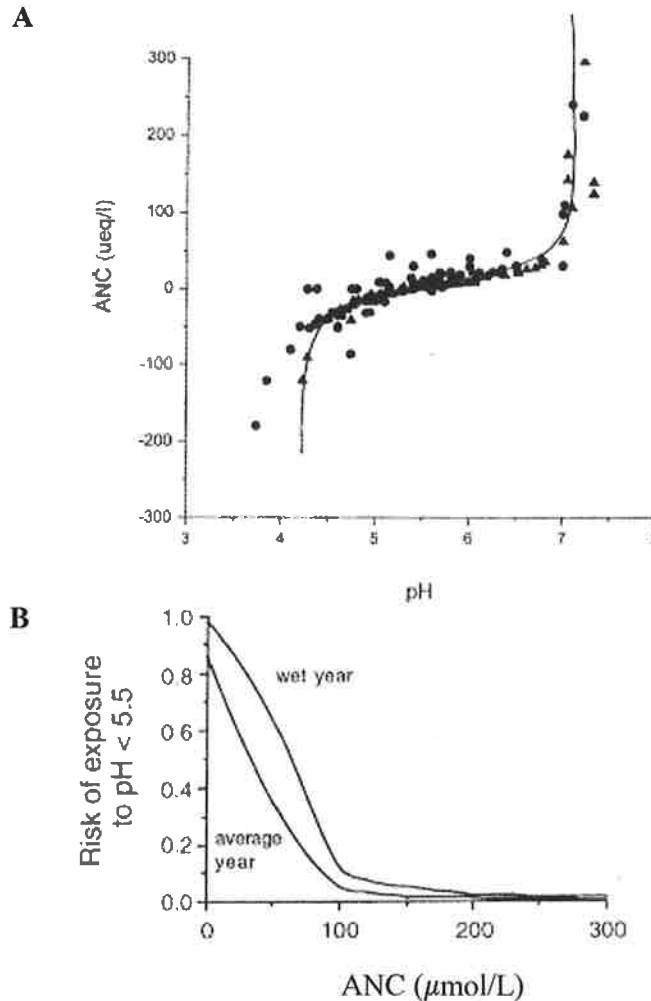 A
300
200
100
0
-100
-200
-300
ANC (ueq/l)
3 4 5 6 7
pH
B
1.0
0.8
0.6
0.4
0.2
0.0
Risk of exposure
to pH < 5.5
wet year
average
year
0 100 200 300
ANC (µmol/L)